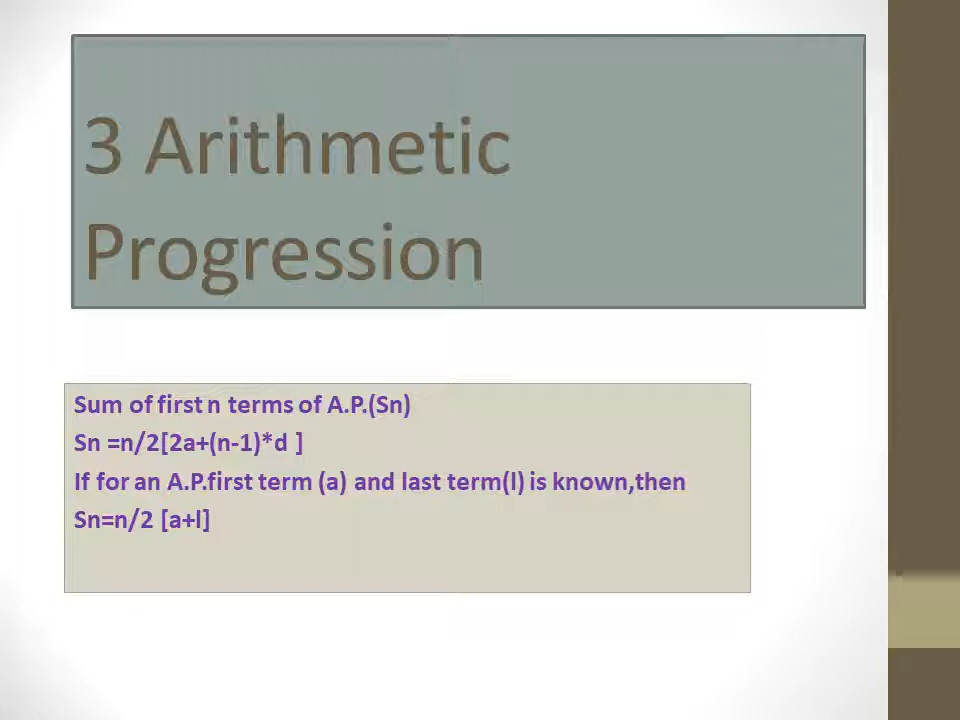 3 Arithmetic
Progression
Sum of first n terms of A.P.(Sn)
Sn =n/2[2a+(n-1)*d ]
If for an A.P.first term (a) and last term(l) is known,then
Sn=n/2 [a+l]